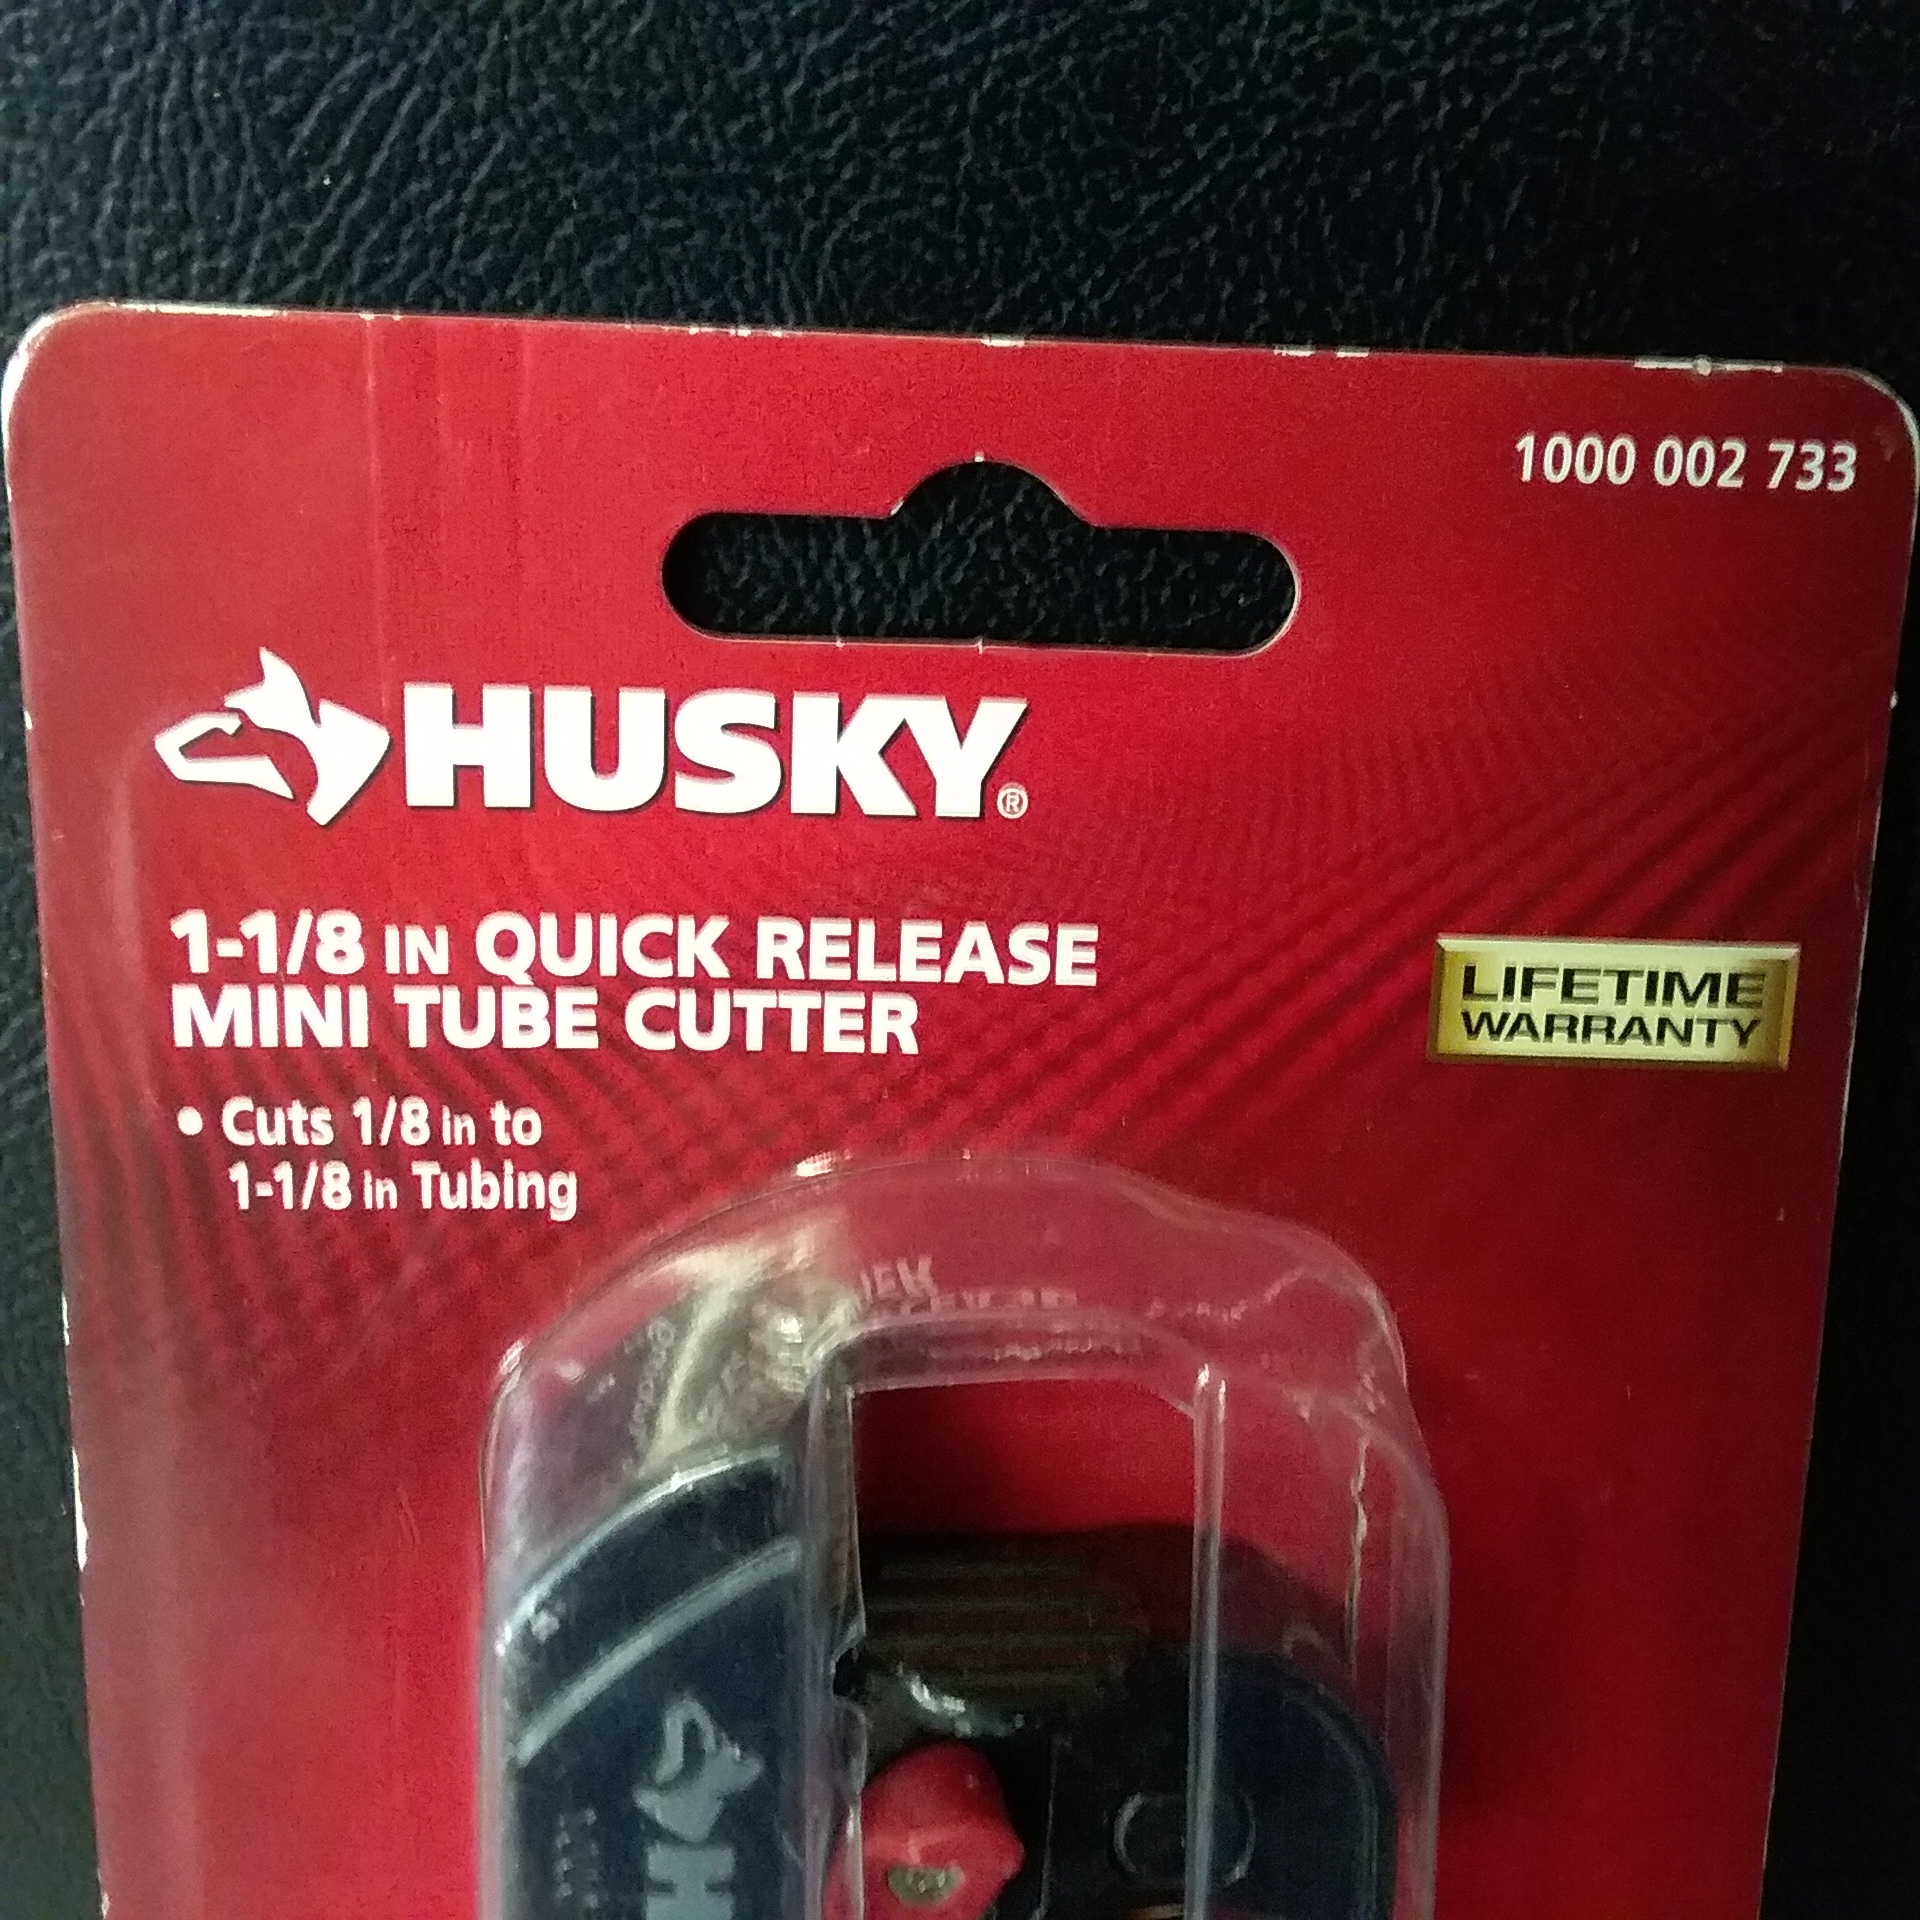 1000 002 733
HUSKY®
1-1/8 IN QUICK RELEASE
MINI TUBE CUTTER
LIFETIME
WARRANTY
• Cuts 1/8 in to
1-1/8 in Tubing